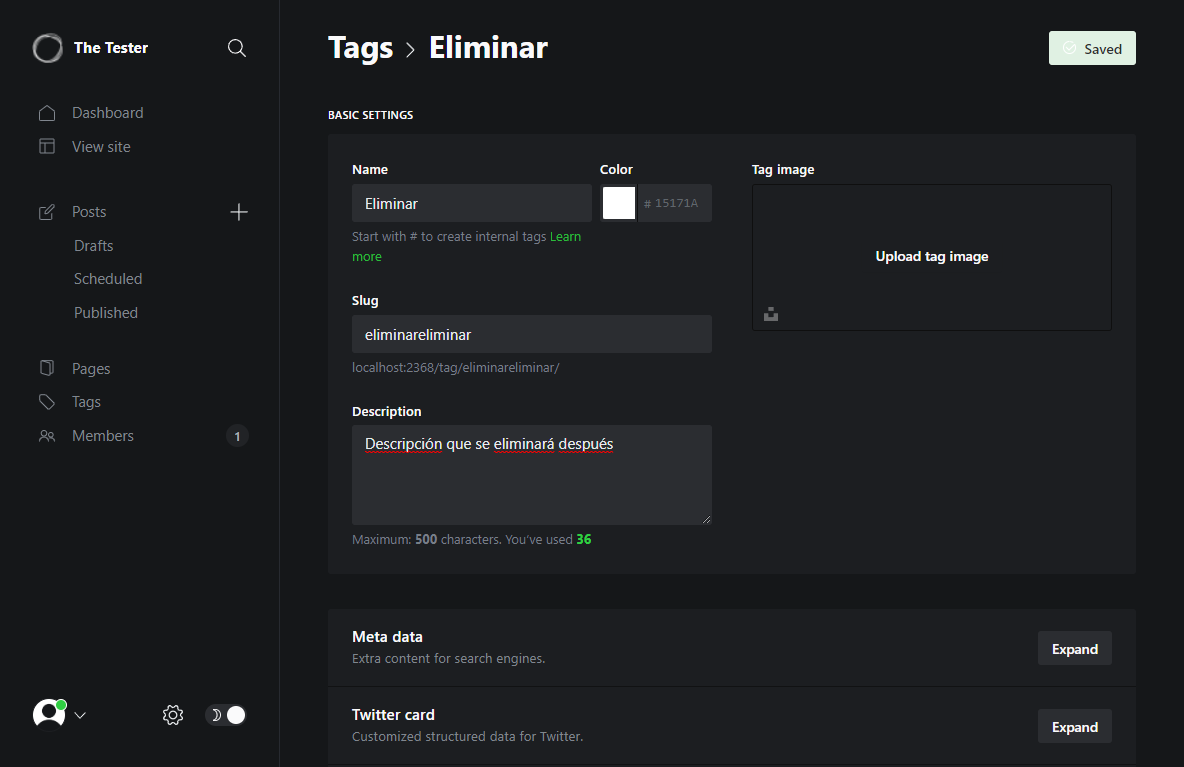 The Tester
Dashboard
View site
Posts
Drafts
Scheduled
Published
Pages
Tags
Members
1
Tags > Eliminar
Saved
BASIC SETTINGS
Name
Eliminar
Start with # to create internal tags Learn
more
Color
# 15171A
Slug
eliminareliminar
localhost:2368/tag/eliminareliminar/
Description
Descripción que se eliminará después
Maximum: 500 characters. You’ve used 36
Tag image
Upload tag image
Meta data
Extra content for search engines.
Expand
Twitter card
Customized structured data for Twitter.
Expand